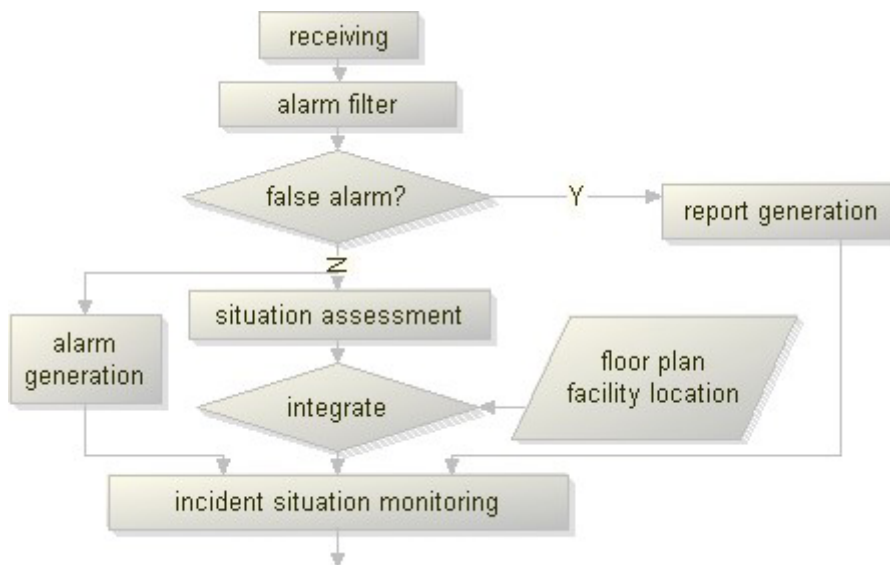 receiving
alarm filter
false alarm?
Y
report generation
N
situation assessment
alarm
generation
floor plan
facility location
integrate
incident situation monitoring